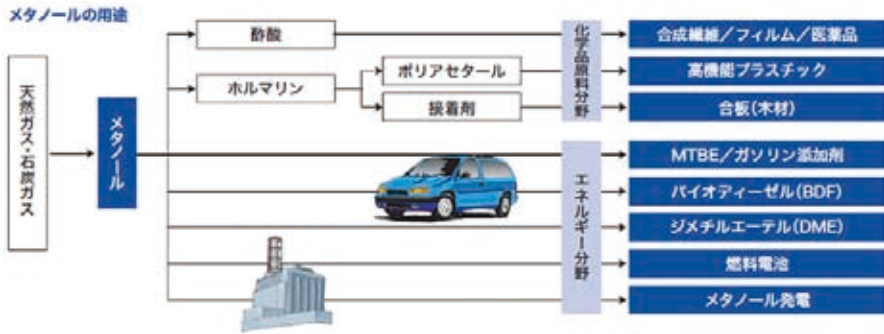 メタノールの用途
天然ガス・石炭ガス
メタノール
酢酸
ホルマリン
ポリアセタール
接着剤
化学品原料分野
合成繊維／フィルム／医薬品
高機能プラスチック
合板(木材)
エネルギー分野
MTBE／ガソリン添加剤
バイオディーゼル(BDF)
ジメチルエーテル(DME)
燃料電池
メタノール発電